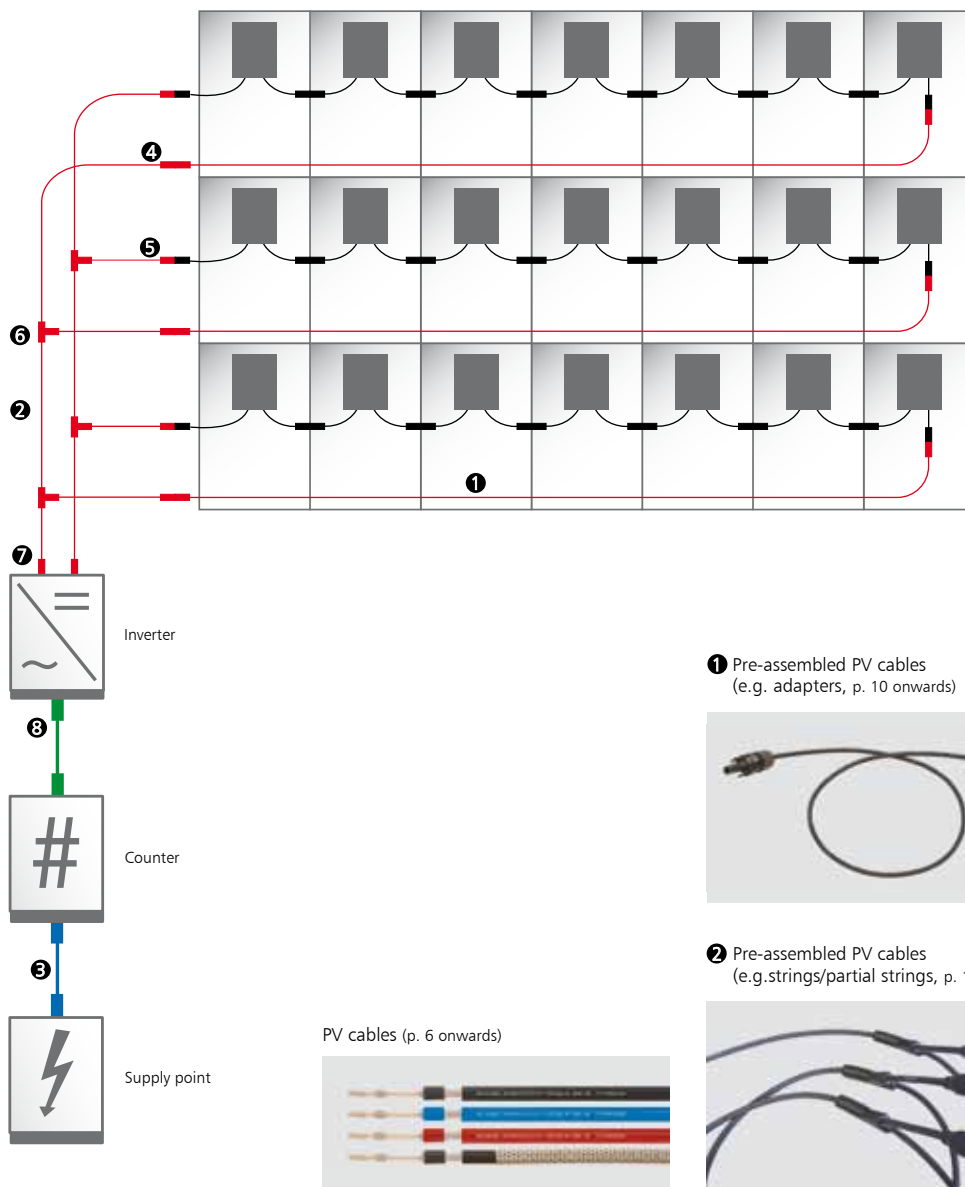 ❹
❺
❻
❷
❶
❼
Inverter
❶ Pre-assembled PV cables
(e.g. adapters, p. 10 onwards)
❽
#
Counter
❷ Pre-assembled PV cables
(e.g.strings/partial strings, p. 1
❸
PV cables (p. 6 onwards)
Supply point